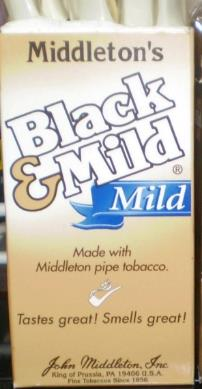 Middleton's
Black
& Mild®
Mild
Made with
Middleton pipe tobacco.
Tastes great! Smells great!
John Middleton, Inc.
King of Prussia, PA 19406 U.S.A.
Fine Tobaccos Since 1856